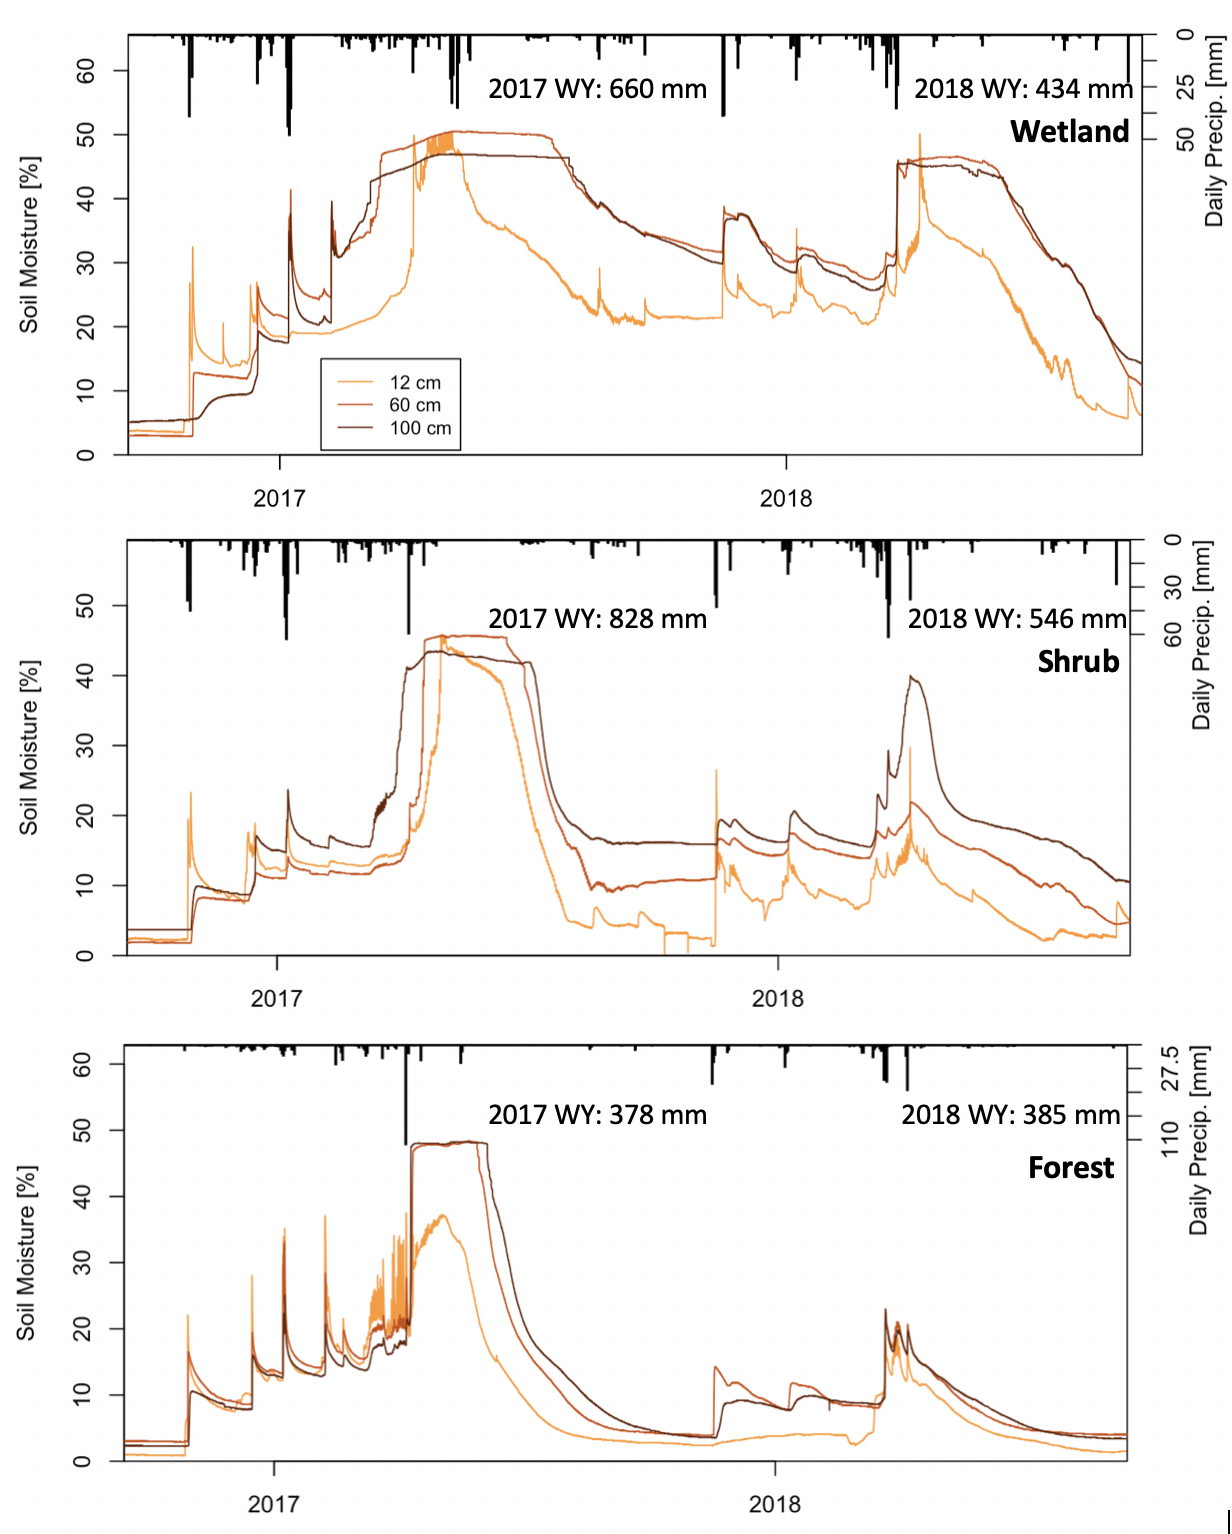 0
25
50
Daily Precip. [mm]
2017 WY: 660 mm
2018 WY: 434 mm
Wetland
60
50
40
30
20
10
0
Soil Moisture [%]
12 cm
60 cm
100 cm
2017
2018
0
30
60
Daily Precip. [mm]
2017 WY: 828 mm
2018 WY: 546 mm
Shrub
50
40
30
20
10
0
Soil Moisture [%]
2017
2018
27.5
110
Daily Precip. [mm]
2017 WY: 378 mm
2018 WY: 385 mm
Forest
60
50
40
30
20
10
0
Soil Moisture [%]
2017
2018